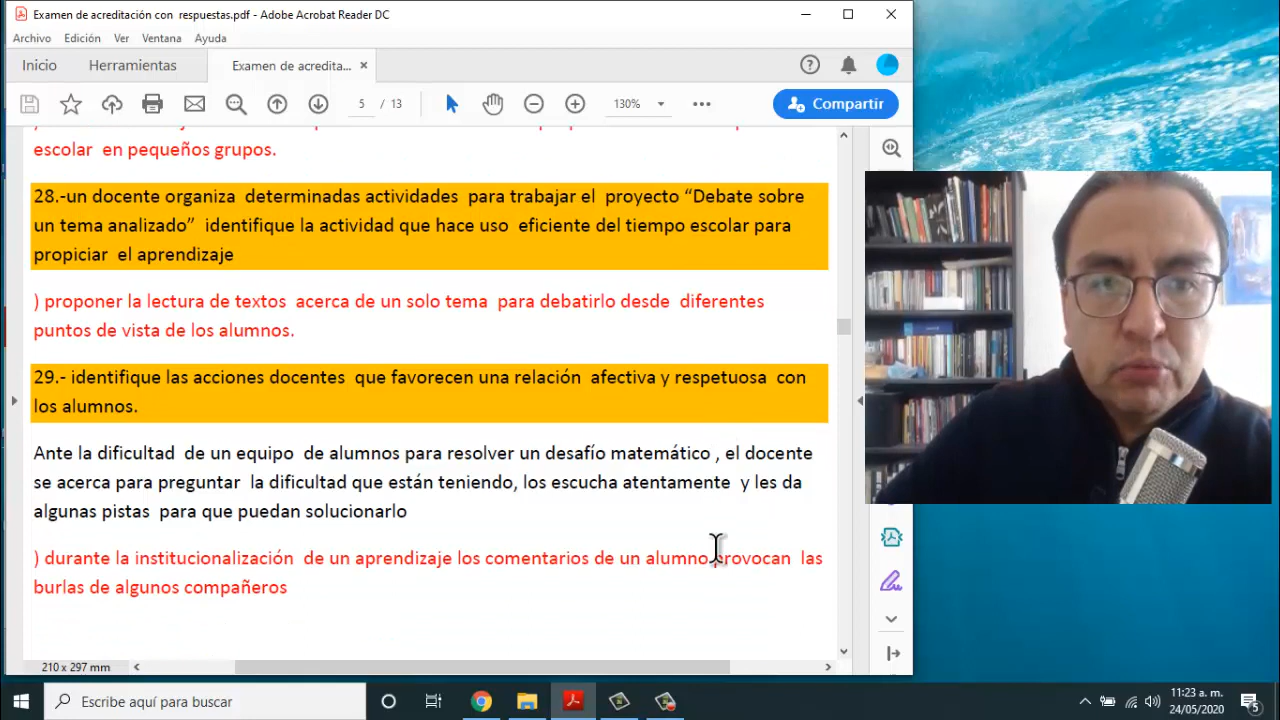 Examen de acreditación con  respuestas.pdf - Adobe Acrobat Reader DC
Archivo Edición Ver Ventana Ayuda
Inicio Herramientas Examen de acredita... ×
5 / 13 130% Compartir
escolar  en pequeños grupos.
28.-un docente organiza  determinadas actividades  para trabajar el  proyecto “Debate sobre
un tema analizado”  identifique la actividad que hace uso  eficiente del tiempo escolar para
propiciar  el aprendizaje
) proponer la lectura de textos  acerca de un solo tema  para debatirlo desde  diferentes
puntos de vista de los alumnos.
29.- identifique las acciones docentes  que favorecen una relación  afectiva y respetuosa  con
los alumnos.
Ante la dificultad  de un equipo  de alumnos para resolver un desafío matemático , el docente
se acerca para preguntar  la dificultad que están teniendo, los escucha atentamente  y les da
algunas pistas  para que puedan solucionarlo
) durante la institucionalización  de un aprendizaje los comentarios de un alumno provocan  las
burlas de algunos compañeros
210 x 297 mm
Escribe aquí para buscar
11:23 a. m.
24/05/2020
5